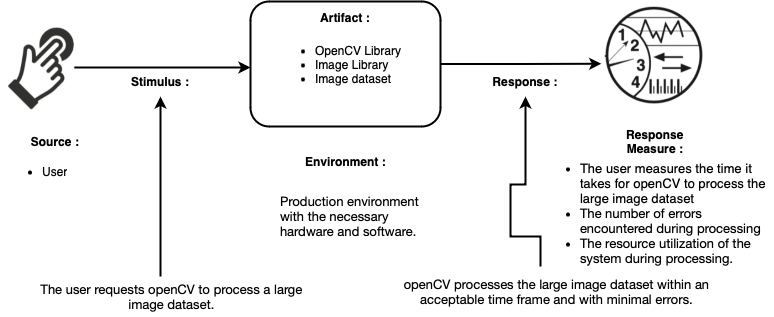 Artifact :
OpenCV Library
Image Library
Image dataset
Stimulus :
Response :
1
2
3
4
Source :
User
Environment :
Production environment
with the necessary
hardware and software.
Response
Measure :
The user measures the time it
takes for openCV to process the
large image dataset
The number of errors
encountered during processing
The resource utilization of the
system during processing.
The user requests openCV to process a large
image dataset.
openCV processes the large image dataset within an
acceptable time frame and with minimal errors.